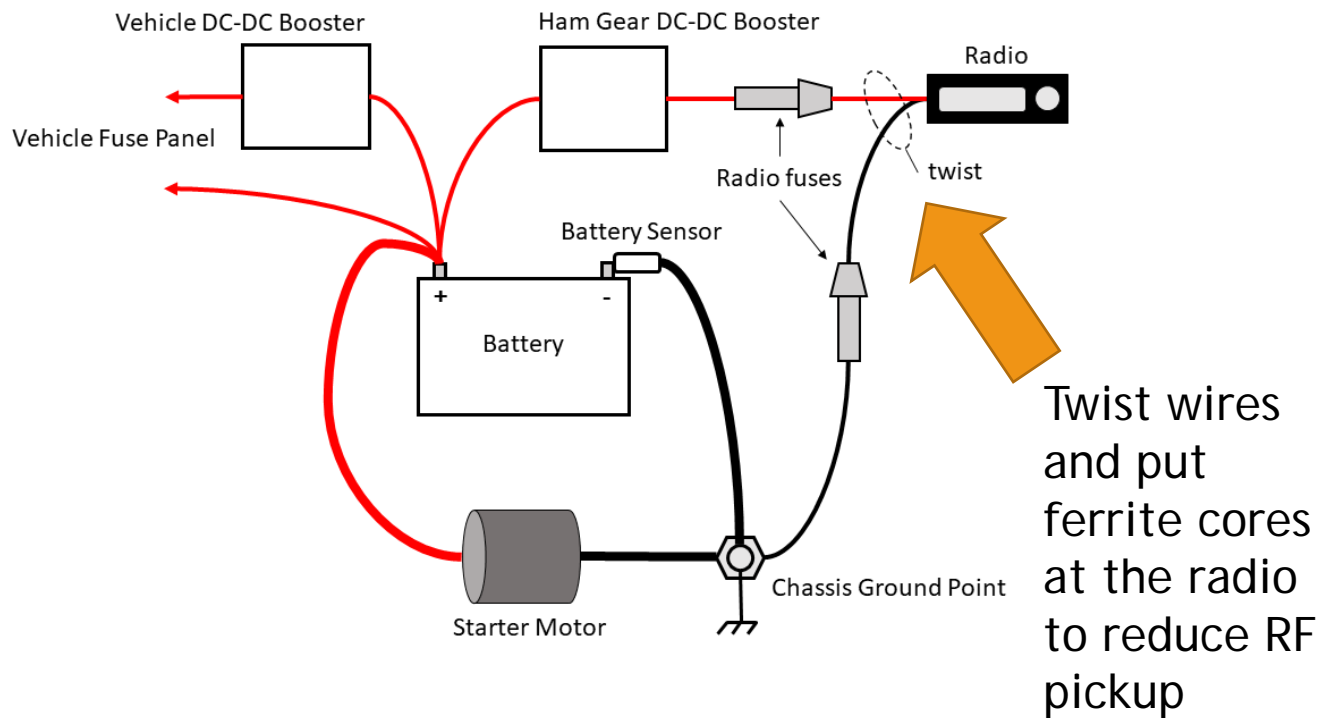 Vehicle DC-DC Booster
Ham Gear DC-DC Booster
Radio
Vehicle Fuse Panel
Radio fuses
twist
Battery Sensor
+
-
Battery
Twist wires
and put
ferrite cores
at the radio
to reduce RF
pickup
Chassis Ground Point
Starter Motor